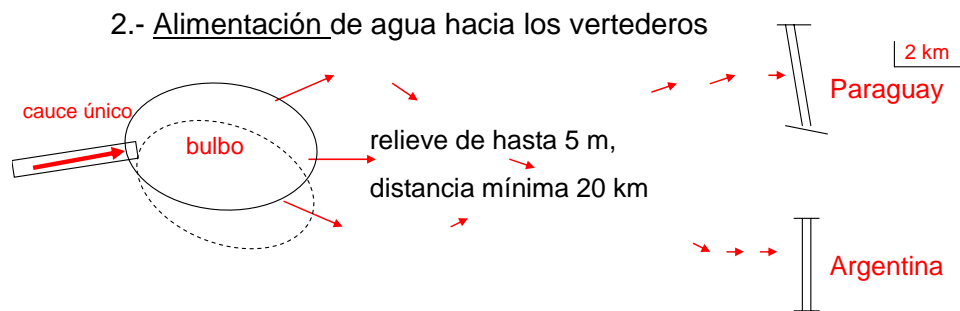 2.- Alimentación de agua hacia los vertederos
2 km
Paraguay
cauce único
bulbo
relieve de hasta 5 m,
distancia mínima 20 km
Argentina